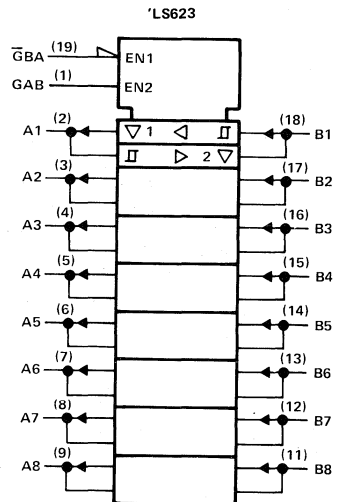 'LS623
G̅BA (19) EN1
GAB (1) EN2
A1 (2) ▽ 1 ◁ (18) B1
▷ 2 ▽
A2 (3) (17) B2
A3 (4) (16) B3
A4 (5) (15) B4
A5 (6) (14) B5
A6 (7) (13) B6
A7 (8) (12) B7
A8 (9) (11) B8